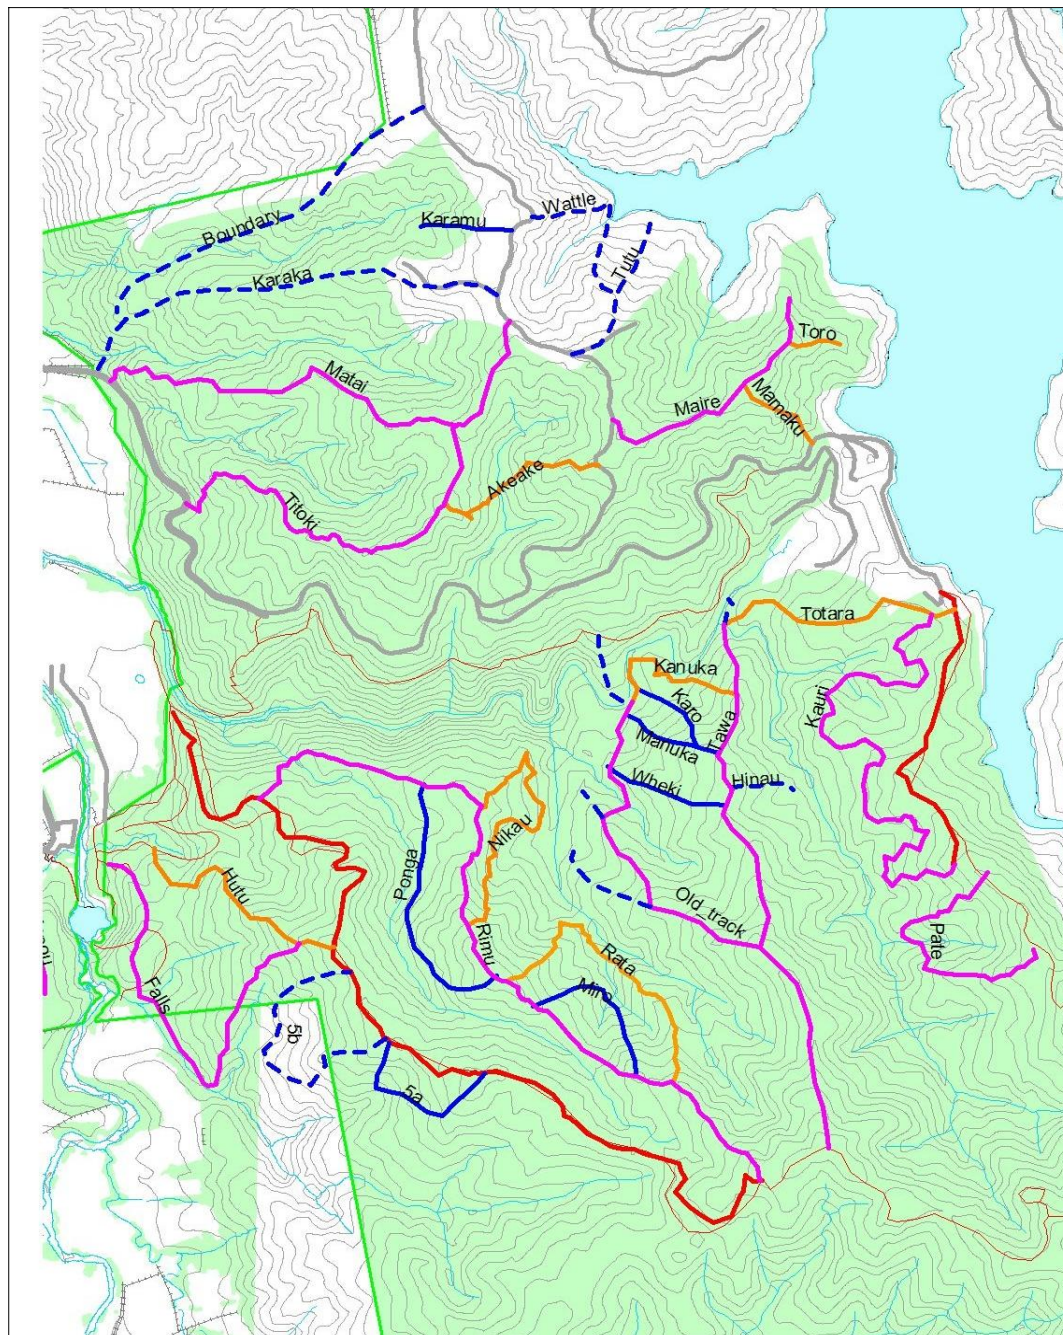 Wattle
Karamu
Boundary
Tutu
Karaka
Toro
Matai
Maire
Mamaku
Akeake
Titoki
Totara
Kanuka
Kauri
Karo
Tawa
Manuka
Wheki
Hinau
Nikau
Ponga
Hutu
Old_track
Rimu
Pate
Rata
Miro
Falls
5b
5a